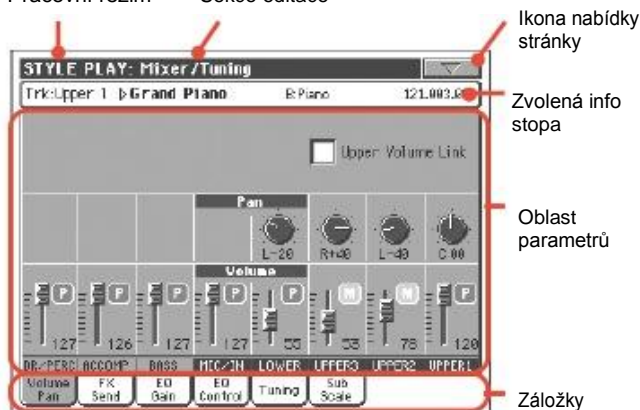 Pracovní režim
Sekce editace
Ikona nabídky
stránky
STYLE PLAY: Mixer/Tuning
Trk:Upper 1 Grand Piano B:Piano 121.003.0
Zvolená info
stopa
Upper Volume Link
Oblast
parametrů
Pan
L-20 R+40 L-40 C 00
Volume
P P P P P M M P
127 126 127 127 55 53 78 120
DR/PERC ACCOMP BASS MIC/IN LOWER UPPER3 UPPER2 UPPER1
Volume Pan FX Send EQ Gain EQ Control Tuning Sub Scale
Záložky